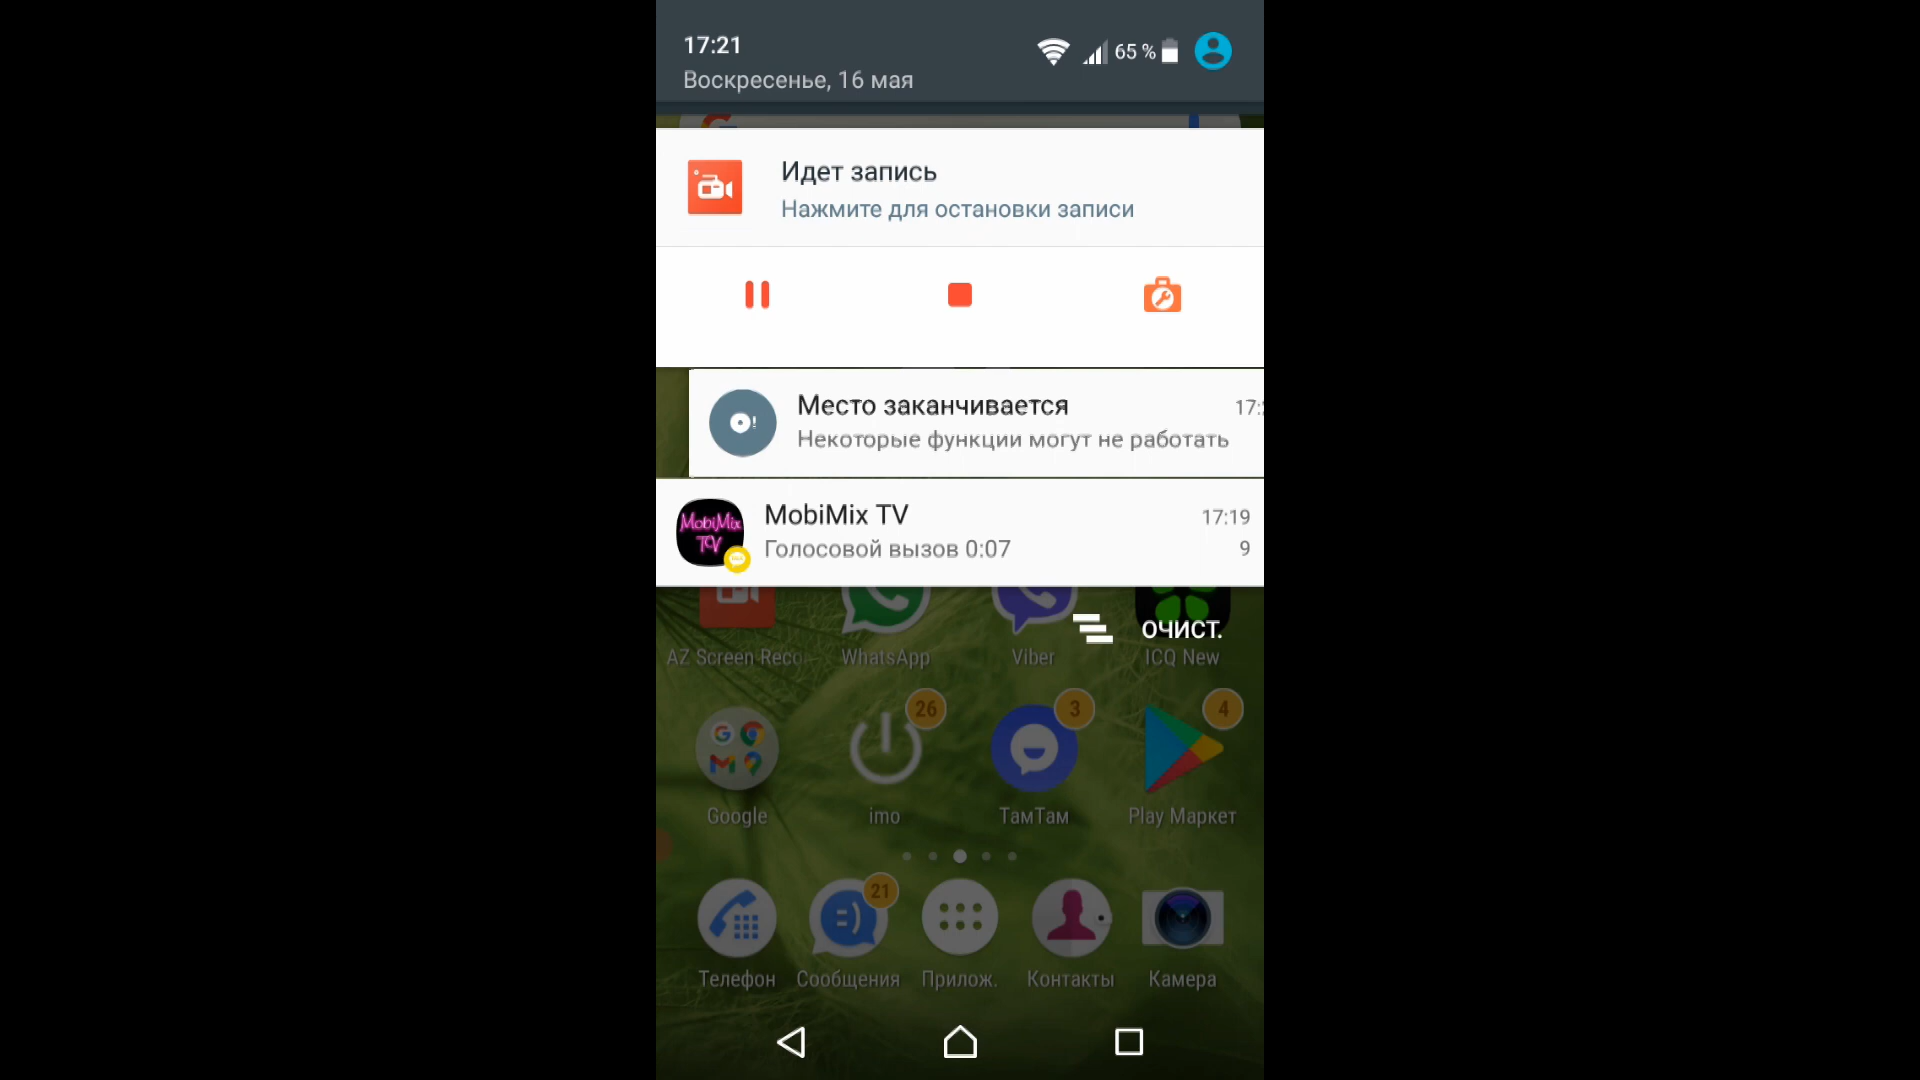 17:21
65 %
Воскресенье, 16 мая
Идет запись
Нажмите для остановки записи
Место заканчивается
Некоторые функции могут не работать
MobiMix TV
MobiMix TV
17:19
Голосовой вызов 0:07
9
ОЧИСТ.
AZ Screen Reco
WhatsApp
Viber
ICQ New
26
3
4
Google
imo
ТамТам
Play Маркет
21
Телефон
Сообщения
Прилож.
Контакты
Камера